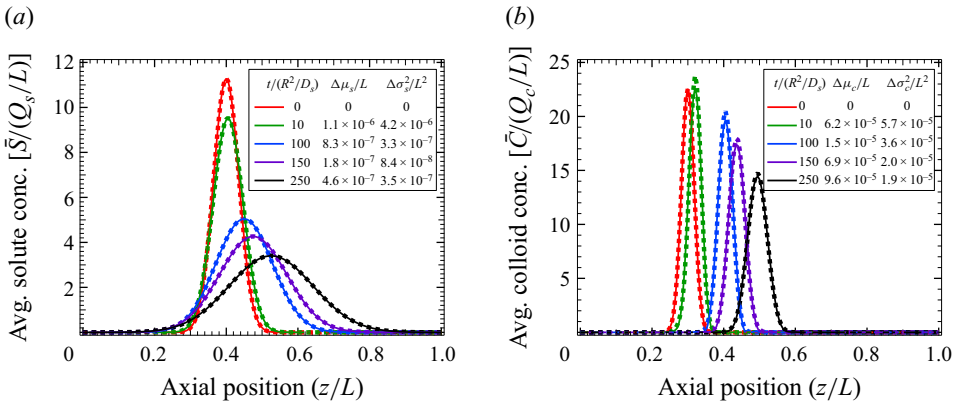 (a)
12
10
8
6
4
2
0
0.2
0.4
0.6
0.8
1.0
Avg. solute conc. [S̄/(Q_s/L)]
Axial position (z/L)
t/(R²/D_s) Δμ_s/L Δσ_s²/L²
0 0 0
10 1.1 × 10⁻⁶ 4.2 × 10⁻⁶
100 8.3 × 10⁻⁷ 3.3 × 10⁻⁷
150 1.8 × 10⁻⁷ 8.4 × 10⁻⁸
250 4.6 × 10⁻⁷ 3.5 × 10⁻⁷
(b)
25
20
15
10
5
0
0.2
0.4
0.6
0.8
1.0
Avg. colloid conc. [C̄/(Q_c/L)]
Axial position (z/L)
t/(R²/D_s) Δμ_c/L Δσ_c²/L²
0 0 0
10 6.2 × 10⁻⁵ 5.7 × 10⁻⁵
100 1.5 × 10⁻⁵ 3.6 × 10⁻⁵
150 6.9 × 10⁻⁵ 2.0 × 10⁻⁵
250 9.6 × 10⁻⁵ 1.9 × 10⁻⁵